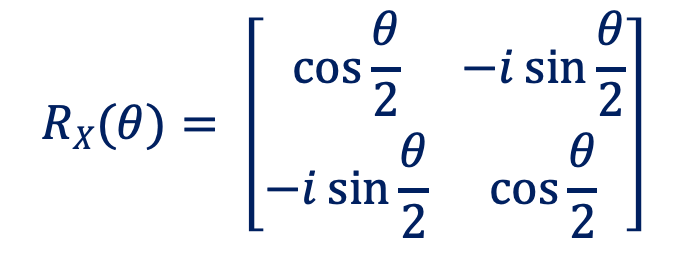 R_X(θ) = [ cos θ/2   −i sin θ/2
−i sin θ/2   cos θ/2 ]